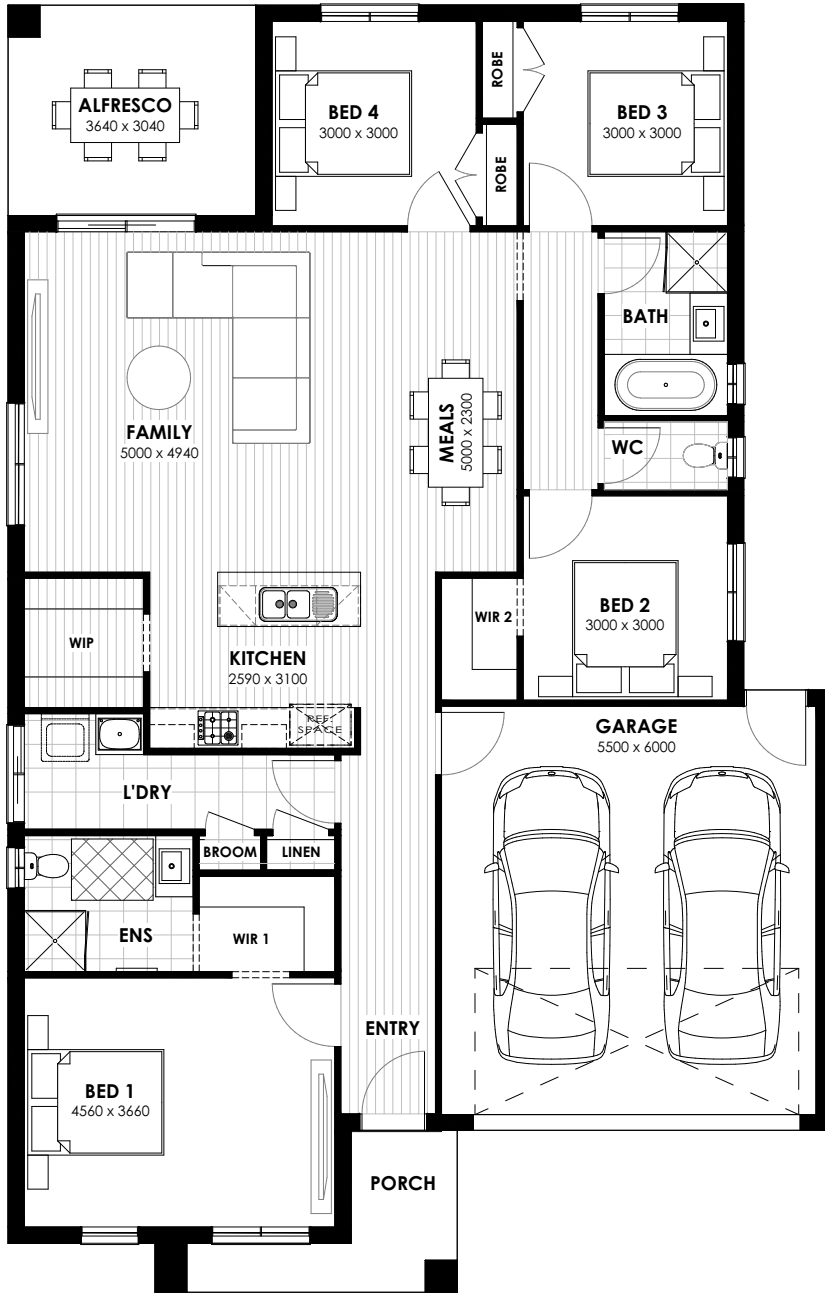 ALFRESCO
3640 x 3040
BED 4
3000 x 3000
ROBE
ROBE
BED 3
3000 x 3000
BATH
FAMILY
5000 x 4940
MEALS
5000 x 2300
WC
WIP
KITCHEN
2590 x 3100
REF
SPACE
WIR 2
BED 2
3000 x 3000
GARAGE
5500 x 6000
L'DRY
BROOM
LINEN
ENS
WIR 1
ENTRY
BED 1
4560 x 3660
PORCH